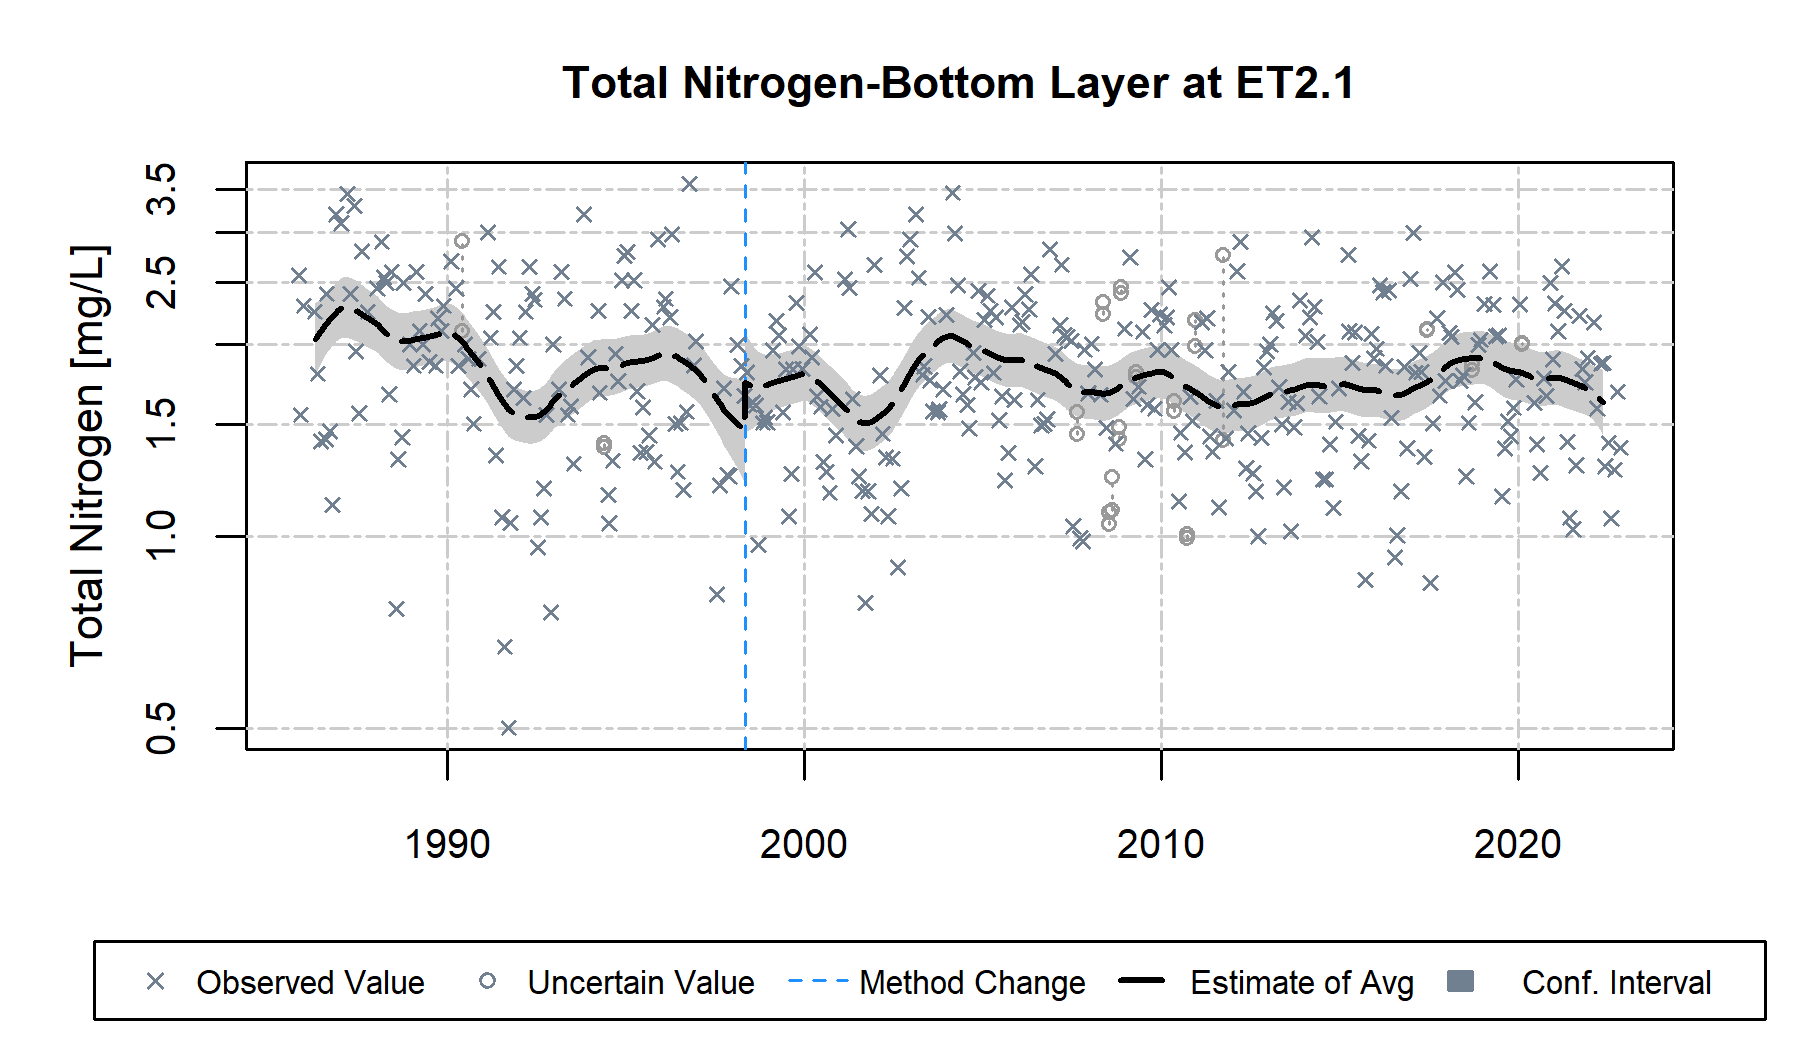 Total Nitrogen-Bottom Layer at ET2.1
Total Nitrogen [mg/L]
3.5
2.5
1.5
1.0
0.5
1990 2000 2010 2020
Observed Value Uncertain Value Method Change Estimate of Avg Conf. Interval